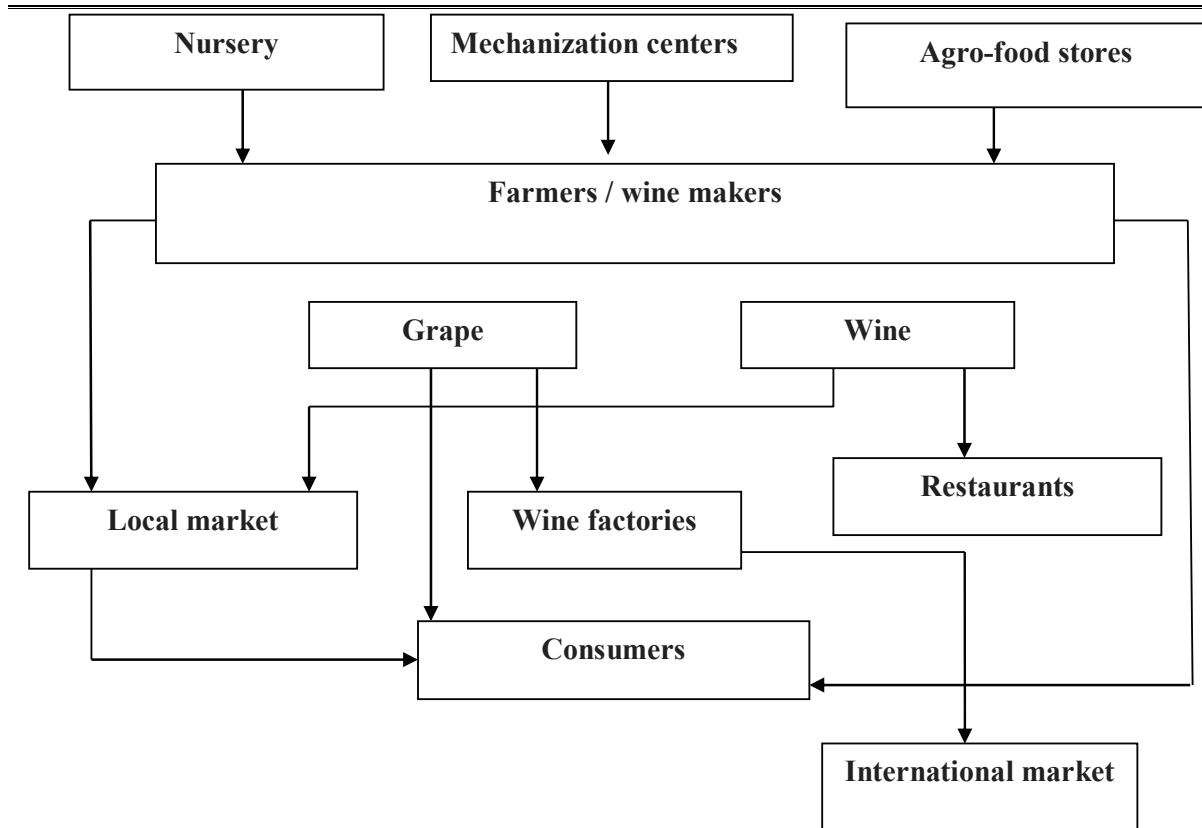 Nursery
Mechanization centers
Agro-food stores
Farmers / wine makers
Grape
Wine
Restaurants
Local market
Wine factories
Consumers
International market